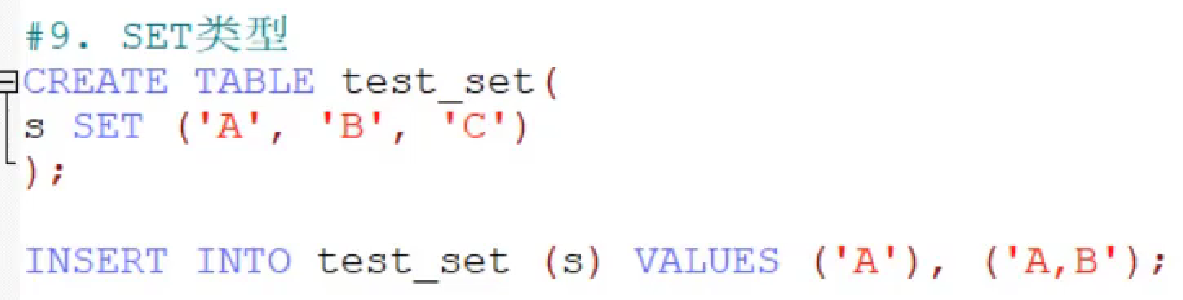 #9. SET类型
CREATE TABLE test_set(
s SET ('A', 'B', 'C')
);
INSERT INTO test_set (s) VALUES ('A'), ('A,B');